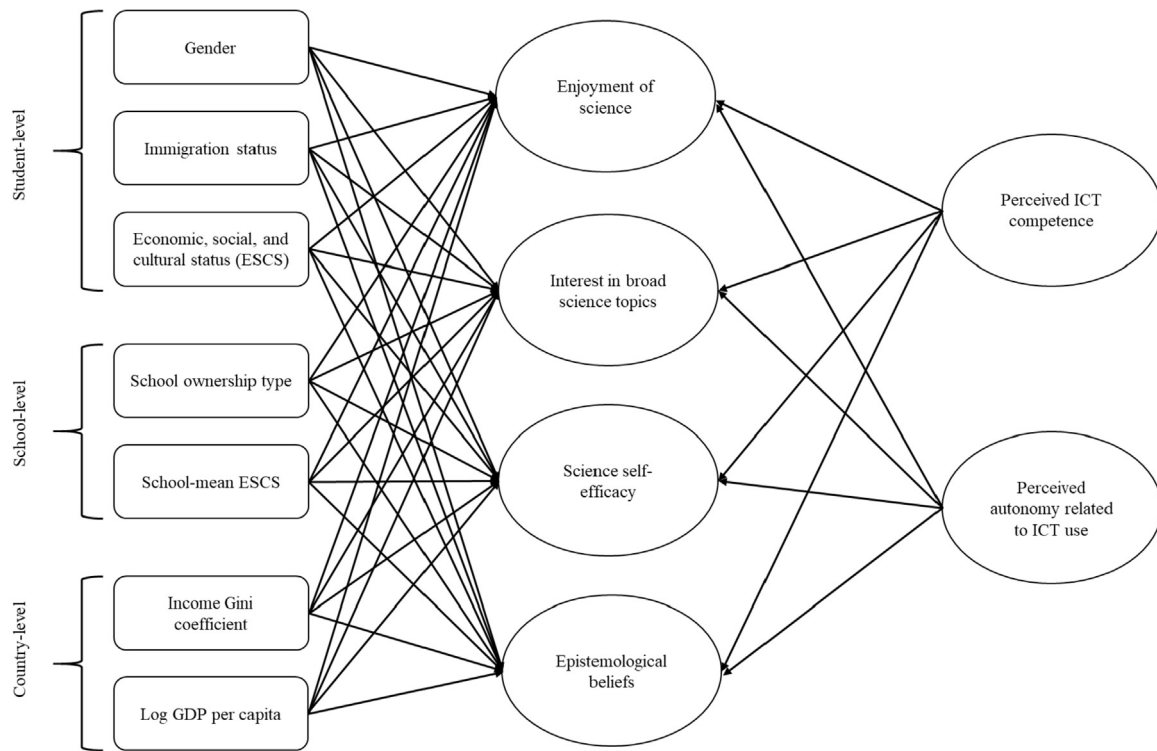 Student-level
Gender
Immigration status
Economic, social, and
cultural status (ESCS)
School-level
School ownership type
School-mean ESCS
Country-level
Income Gini
coefficient
Log GDP per capita
Enjoyment of
science
Interest in broad
science topics
Science self-
efficacy
Epistemological
beliefs
Perceived ICT
competence
Perceived
autonomy related
to ICT use